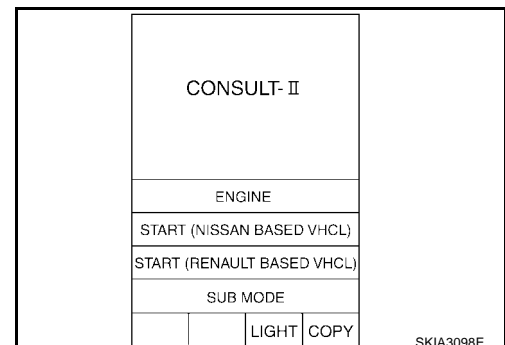 CONSULT-Ⅱ
ENGINE
START (NISSAN BASED VHCL)
START (RENAULT BASED VHCL)
SUB MODE
LIGHT COPY
SKIA3098E